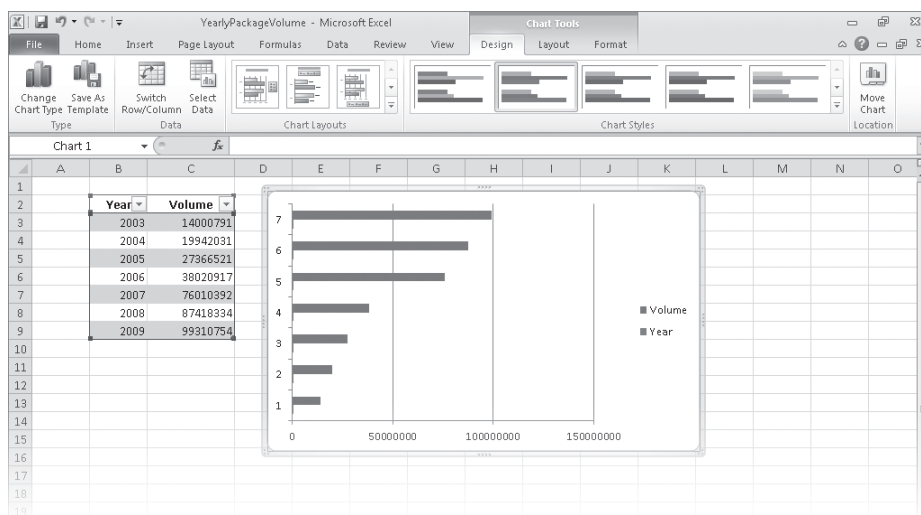 YearlyPackageVolume - Microsoft Excel
Chart Tools
File Home Insert Page Layout Formulas Data Review View Design Layout Format
Change Chart Type
Save As Template
Switch Row/Column
Select Data
Move Chart
Type Data Chart Layouts Chart Styles Location
Chart 1 fx
A B C D E F G H I J K L M N O
1
2 Year Volume
3 2003 14000791
4 2004 19942031
5 2005 27366521
6 2006 38020917
7 2007 76010392
8 2008 87418334
9 2009 99310754
10
11
12
13
14
15
16
17
18
19
7
6
5
4
3
2
1
0 50000000 100000000 150000000
Volume
Year